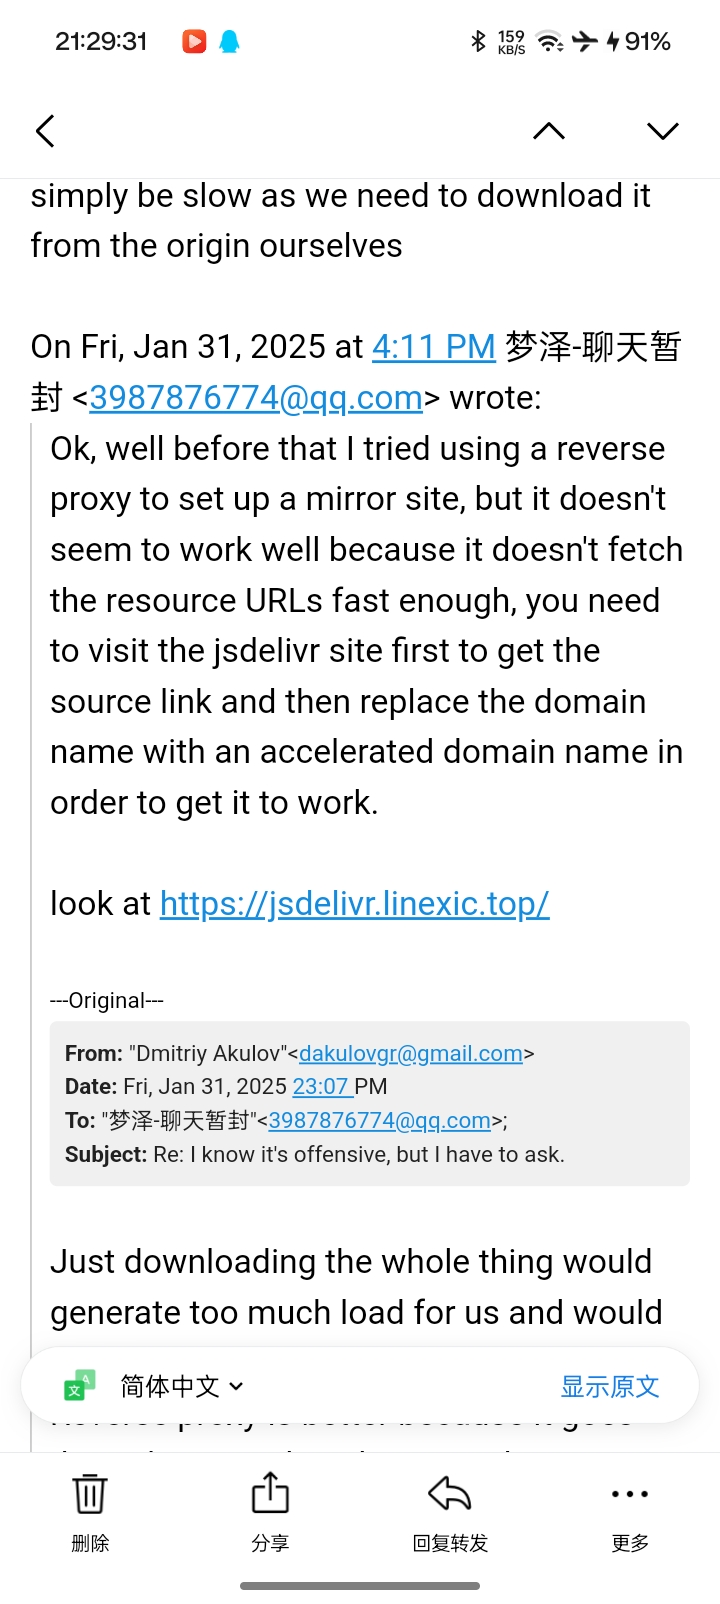 21:29:31
159
KB/S
91%
simply be slow as we need to download it
from the origin ourselves
On Fri, Jan 31, 2025 at 4:11 PM 梦泽-聊天暂
封 <3987876774@qq.com> wrote:
Ok, well before that I tried using a reverse
proxy to set up a mirror site, but it doesn't
seem to work well because it doesn't fetch
the resource URLs fast enough, you need
to visit the jsdelivr site first to get the
source link and then replace the domain
name with an accelerated domain name in
order to get it to work.
look at https://jsdelivr.linexic.top/
---Original---
From: "Dmitriy Akulov"<dakulovgr@gmail.com>
Date: Fri, Jan 31, 2025 23:07 PM
To: "梦泽-聊天暂封"<3987876774@qq.com>;
Subject: Re: I know it's offensive, but I have to ask.
Just downloading the whole thing would
generate too much load for us and would
文 A 简体中文 显示原文
删除 分享 回复转发 更多